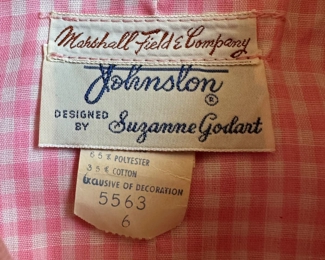 Marshall Field & Company
Johnston®
DESIGNED BY Suzanne Godart
65% POLYESTER
35% COTTON
EXCLUSIVE OF DECORATION
5563
6